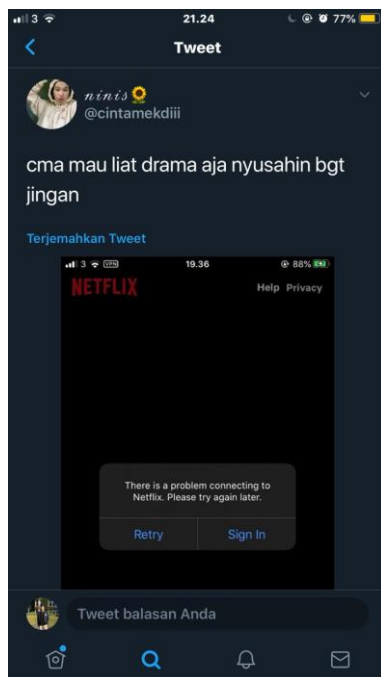 3
21.24
77%
Tweet
ninis🌻
@cintamekdiii
cma mau liat drama aja nyusahin bgt
jingan
Terjemahkan Tweet
3 VPN
19.36
88%
NETFLIX
Help Privacy
There is a problem connecting to
Netflix. Please try again later.
Retry
Sign In
Tweet balasan Anda